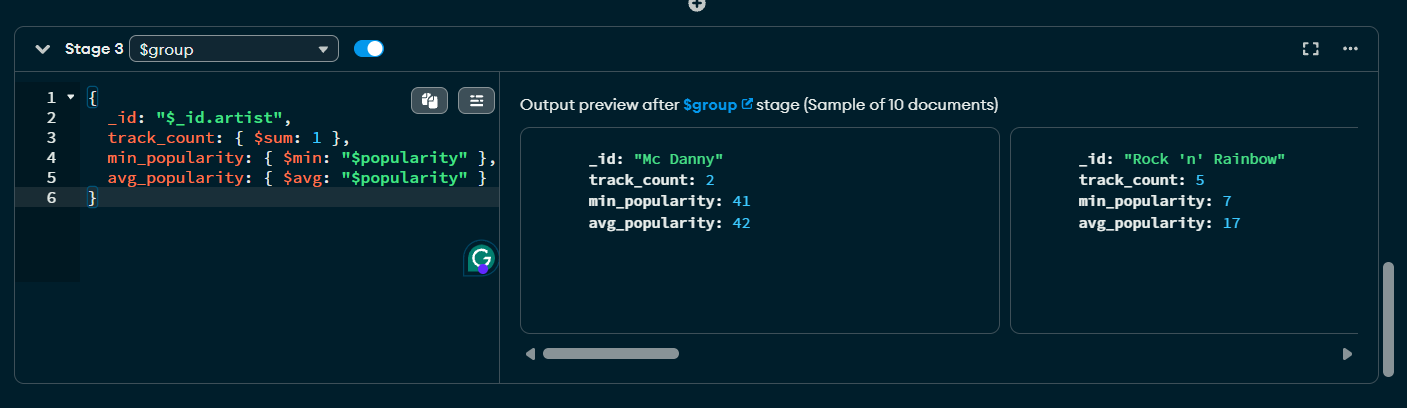 Stage 3 $group
1 {
2 _id: "$_id.artist",
3 track_count: { $sum: 1 },
4 min_popularity: { $min: "$popularity" },
5 avg_popularity: { $avg: "$popularity" }
6 }
Output preview after $group stage (Sample of 10 documents)
_id: "Mc Danny"
track_count: 2
min_popularity: 41
avg_popularity: 42
_id: "Rock 'n' Rainbow"
track_count: 5
min_popularity: 7
avg_popularity: 17